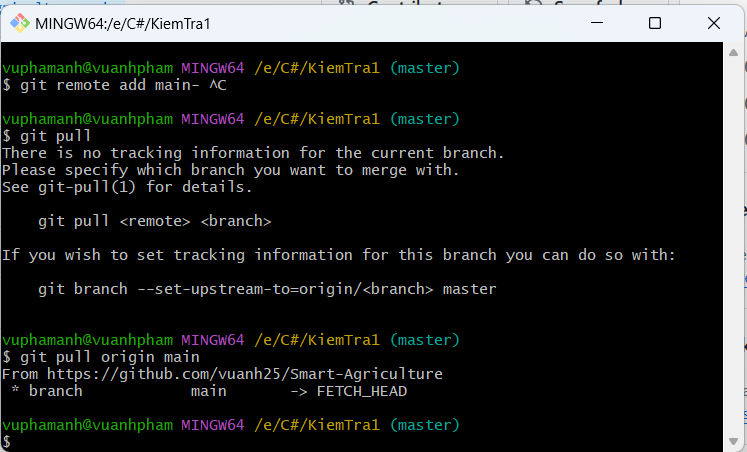 MINGW64:/e/C#/KiemTra1
vuphamanh@vuanhpham MINGW64 /e/C#/KiemTra1 (master)
$ git remote add main- ^C
vuphamanh@vuanhpham MINGW64 /e/C#/KiemTra1 (master)
$ git pull
There is no tracking information for the current branch.
Please specify which branch you want to merge with.
See git-pull(1) for details.
git pull <remote> <branch>
If you wish to set tracking information for this branch you can do so with:
git branch --set-upstream-to=origin/<branch> master
vuphamanh@vuanhpham MINGW64 /e/C#/KiemTra1 (master)
$ git pull origin main
From https://github.com/vuanh25/Smart-Agriculture
* branch main -> FETCH_HEAD
vuphamanh@vuanhpham MINGW64 /e/C#/KiemTra1 (master)
$